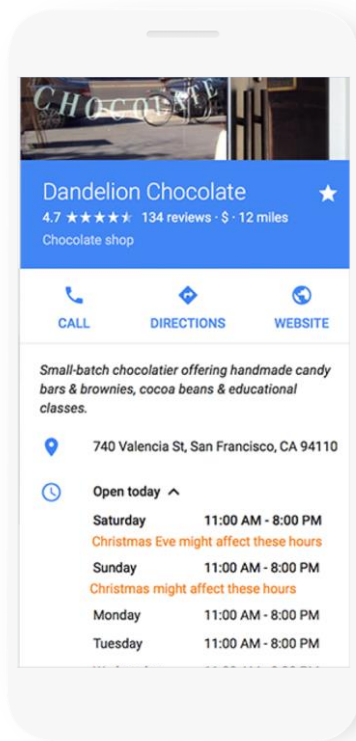 CHOCOLATE
Dandelion Chocolate
4.7 134 reviews · $ · 12 miles
Chocolate shop
CALL DIRECTIONS WEBSITE
Small-batch chocolatier offering handmade candy
bars & brownies, cocoa beans & educational
classes.
740 Valencia St, San Francisco, CA 94110
Open today
Saturday 11:00 AM - 8:00 PM
Christmas Eve might affect these hours
Sunday 11:00 AM - 8:00 PM
Christmas might affect these hours
Monday 11:00 AM - 8:00 PM
Tuesday 11:00 AM - 8:00 PM